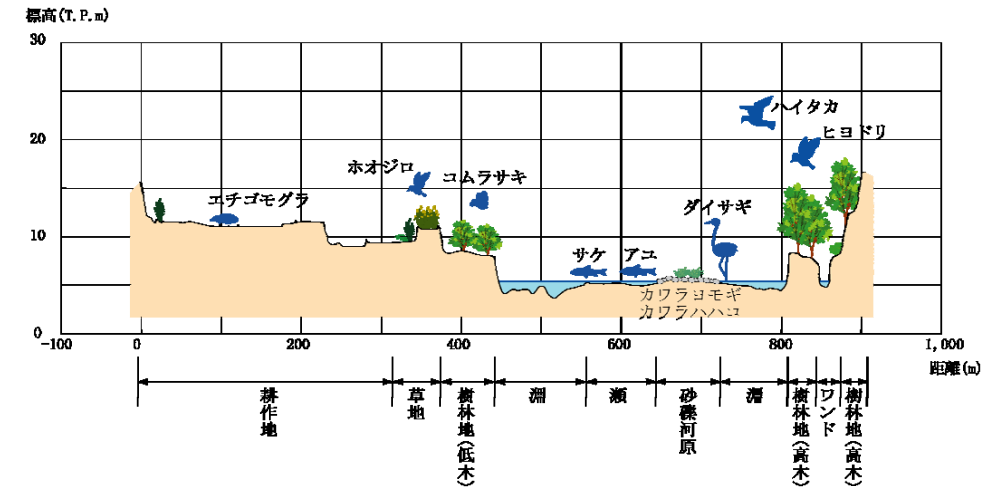 標高(T.P.m)
30
20
10
0
ハイタカ
ヒヨドリ
ホオジロ
コムラサキ
エチゴモグラ
ダイサギ
サケ
アユ
カワラヨモギ
カワラハハコ
-100
0
200
400
600
800
1,000
距離(m)
耕作地
草地
樹林地(低木)
淵
瀬
砂礫河原
樹林地(高木)
ワンド
樹林地(高木)